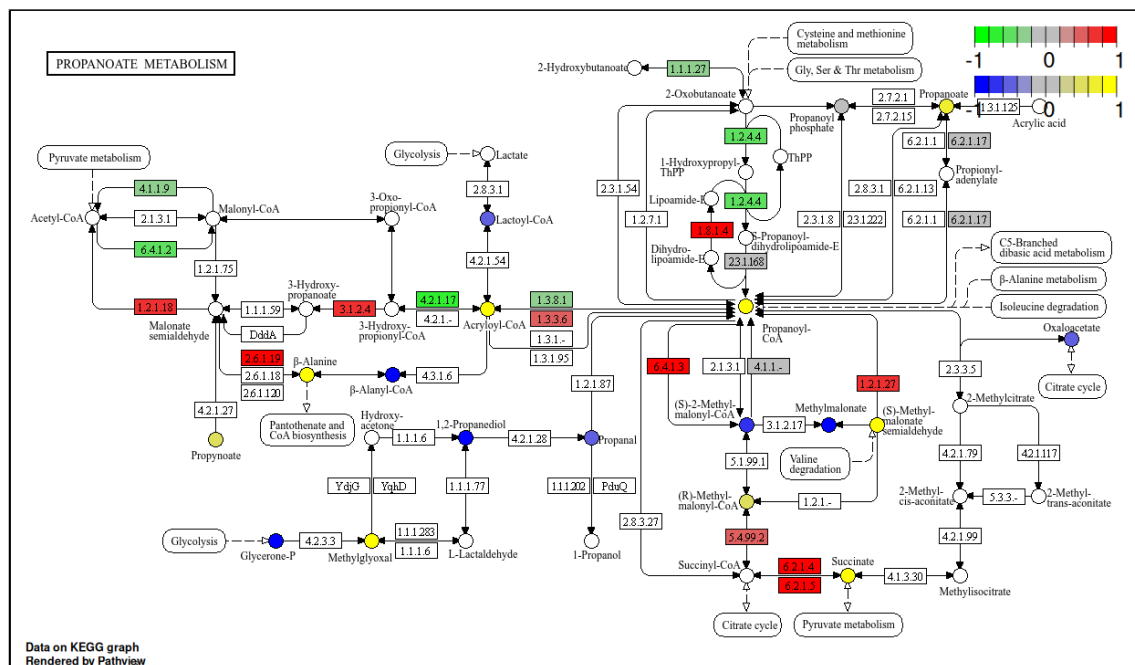 PROPANOATE METABOLISM
Cysteine and methionine
metabolism
-1
0
1
2-Hydroxybutanoate
1.1.1.27
Gly, Ser & Thr metabolism
-1
0
1
2-Oxobutanoate
Propanoyl
phosphate
2.7.2.1
2.7.2.15
Propanoate
1.3.1.125
Acrylic acid
1.2.4.4
ThPP
6.2.1.1
6.2.1.17
1-Hydroxypropyl-
ThPP
Propionyl-
adenylate
Pyruvate metabolism
Glycolysis
Lactate
2.3.1.54
2.8.3.1
6.2.1.13
4.1.1.9
2.8.3.1
3-Oxo-
propionyl-CoA
Lipoamide-E
1.2.4.4
Acetyl-CoA
2.1.3.1
Malonyl-CoA
Lactoyl-CoA
1.2.7.1
2.3.1.8
2.3.1.222
6.2.1.1
6.2.1.17
1.8.1.4
S-Propanoyl-
dihydrolipoamide-E
6.4.1.2
Dihydro-
lipoamide-E
2.3.1.168
C5-Branched
dibasic acid metabolism
1.2.1.75
4.2.1.54
β-Alanine metabolism
3-Hydroxy-
propanoate
1.2.1.18
1.1.1.59
3.1.2.4
4.2.1.17
4.2.1.-
1.3.8.1
1.3.3.6
Isoleucine degradation
Malonate
semialdehyde
DddA
3-Hydroxy-
propionyl-CoA
Acryloyl-CoA
1.3.1.-
1.3.1.95
Propanoyl-
CoA
Oxaloacetate
2.6.1.19
2.6.1.18
2.6.1.120
β-Alanine
β-Alanyl-CoA
4.3.1.6
1.2.1.87
6.4.1.3
2.1.3.1
4.1.1.-
1.2.1.27
2.3.3.5
Citrate cycle
4.2.1.27
Pantothenate and
CoA biosynthesis
Hydroxy-
acetone
1.1.1.6
1,2-Propanediol
4.2.1.28
Propanal
(S)-2-Methyl-
malonyl-CoA
3.1.2.17
Methylmalonate
(S)-Methyl-
malonate
semialdehyde
2-Methylcitrate
Propynoate
Valine
degradation
5.1.99.1
4.2.1.79
4.2.1.117
YdjG
YqhD
1.1.1.77
1.1.1.202
PduQ
(R)-Methyl-
malonyl-CoA
1.2.1.-
2-Methyl-
cis-aconitate
5.3.3.-
2-Methyl-
trans-aconitate
2.8.3.27
Glycolysis
Glycerone-P
4.2.3.3
Methylglyoxal
1.1.1.283
1.1.1.6
L-Lactaldehyde
1-Propanol
5.4.99.2
4.2.1.99
Succinyl-CoA
6.2.1.4
6.2.1.5
Succinate
4.1.3.30
Methylisocitrate
Citrate cycle
Pyruvate metabolism
Data on KEGG graph
Rendered by Pathview